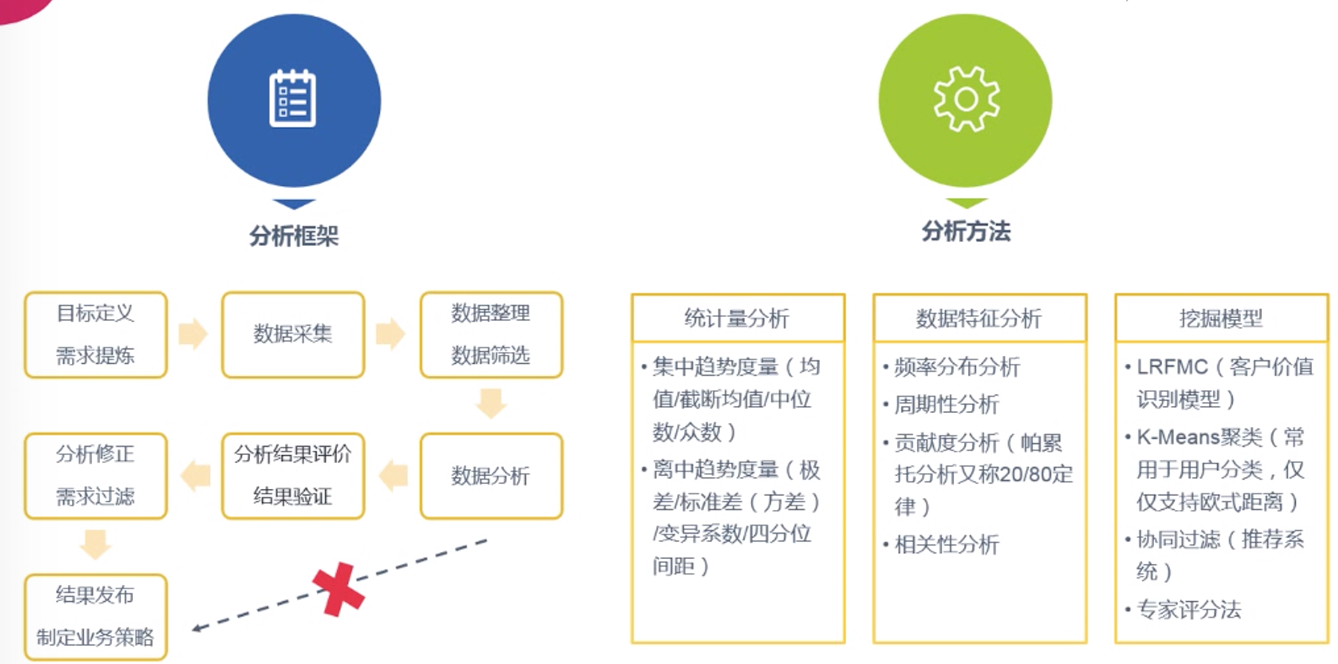 分析框架
目标定义
需求提炼
数据采集
数据整理
数据筛选
分析修正
需求过滤
分析结果评价
结果验证
数据分析
结果发布
制定业务策略
分析方法
统计量分析
•集中趋势度量（均
值/截断均值/中位
数/众数）
•离中趋势度量（极
差/标准差（方差）
/变异系数/四分位
间距）
数据特征分析
•频率分布分析
•周期性分析
•贡献度分析（帕累
托分析又称20/80定
律）
•相关性分析
挖掘模型
•LRFMC（客户价值
识别模型）
•K-Means聚类（常
用于用户分类，仅
仅支持欧式距离）
•协同过滤（推荐系
统）
•专家评分法